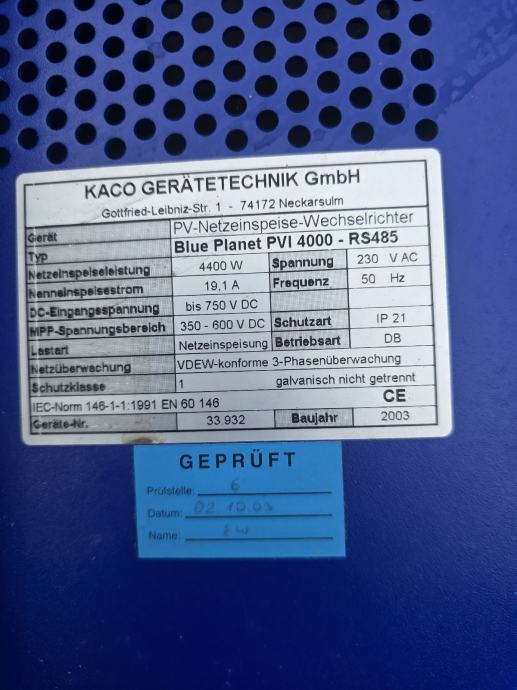 KACO GERÄTETECHNIK GmbH
Gottfried-Leibniz-Str. 1 - 74172 Neckarsulm
Gerät PV-Netzeinspeise-Wechselrichter
Typ Blue Planet PVI 4000 - RS485
Netzeinspeiseleistung 4400 W Spannung 230 V AC
Nenneinspeisestrom 19,1 A Frequenz 50 Hz
DC-Eingangsspannung bis 750 V DC
MPP-Spannungsbereich 350 - 600 V DC Schutzart IP 21
Lastart Netzeinspeisung Betriebsart DB
Netzüberwachung VDEW-konforme 3-Phasenüberwachung
Schutzklasse 1 galvanisch nicht getrennt
IEC-Norm 146-1-1:1991 EN 60 146 CE
Geräte-Nr. 33.932 Baujahr 2003
GEPRÜFT
Prüfstelle: 6
Datum: 02.10.03
Name: